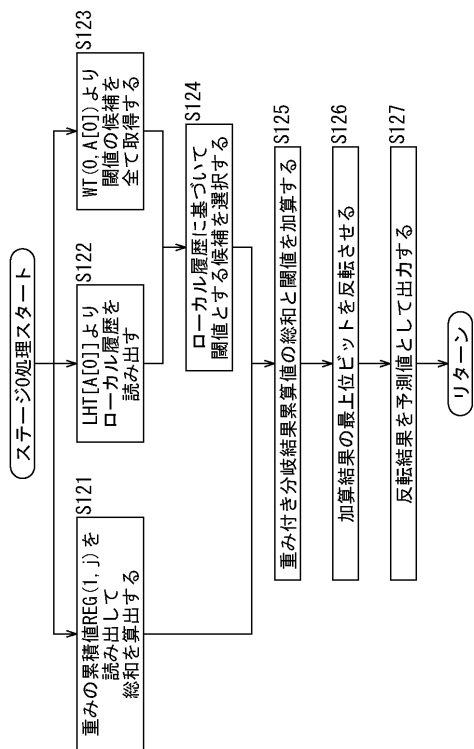 ステージ0処理スタート
S121
重みの累積値REG(1, j)を
読み出して
総和を算出する
S122
LHT[A[0]]より
ローカル履歴を
読み出す
S123
WT(0, A[0])より
閾値の候補を
全て取得する
S124
ローカル履歴に基づいて
閾値とする候補を選択する
S125
重み付き分岐結果累算値の総和と閾値を加算する
S126
加算結果の最上位ビットを反転させる
S127
反転結果を予測値として出力する
リターン